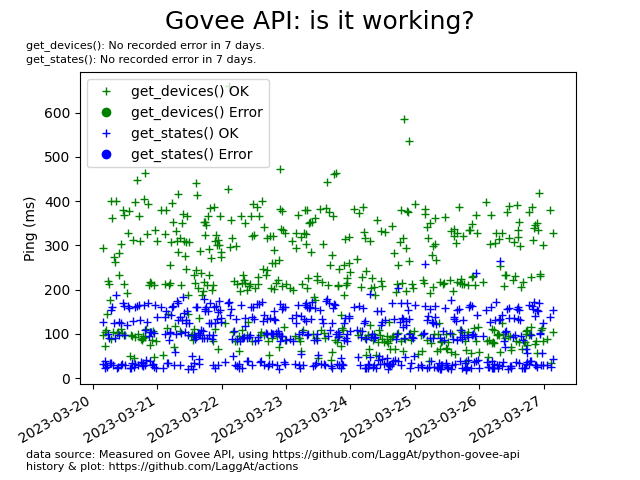 Govee API: is it working?
get_devices(): No recorded error in 7 days.
get_states(): No recorded error in 7 days.
get_devices() OK
get_devices() Error
get_states() OK
get_states() Error
Ping (ms)
600
500
400
300
200
100
0
2023-03-20
2023-03-21
2023-03-22
2023-03-23
2023-03-24
2023-03-25
2023-03-26
2023-03-27
data source: Measured on Govee API, using https://github.com/LaggAt/python-govee-api
history & plot: https://github.com/LaggAt/actions